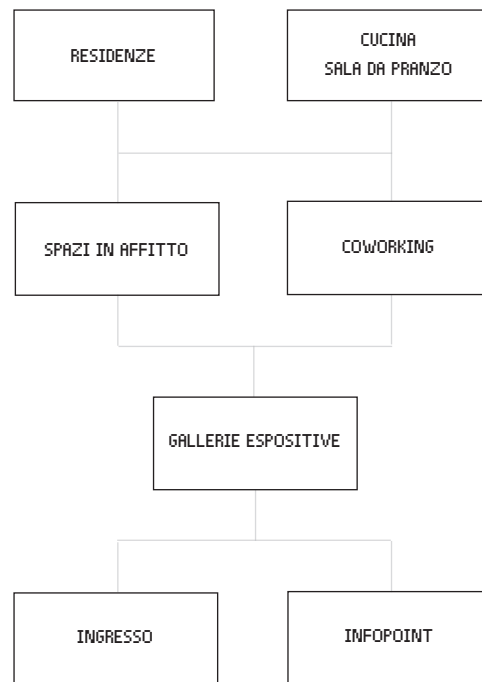 RESIDENZE
CUCINA
SALA DA PRANZO
SPAZI IN AFFITTO
COWORKING
GALLERIE ESPOSITIVE
INGRESSO
INFOPOINT